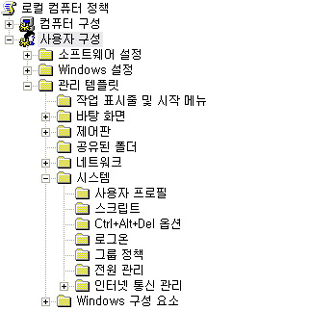 로컬 컴퓨터 정책
컴퓨터 구성
사용자 구성
소프트웨어 설정
Windows 설정
관리 템플릿
작업 표시줄 및 시작 메뉴
바탕 화면
제어판
공유된 폴더
네트워크
시스템
사용자 프로필
스크립트
Ctrl+Alt+Del 옵션
로그온
그룹 정책
전원 관리
인터넷 통신 관리
Windows 구성 요소